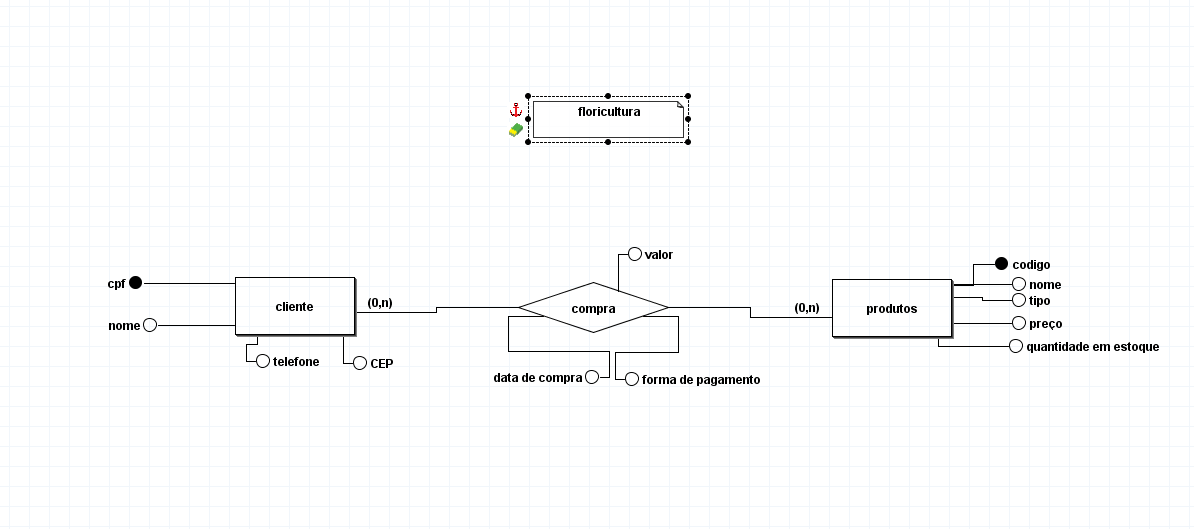 floricultura
valor
cpf
cliente
(0,n)
compra
(0,n)
produtos
codigo
nome
tipo
preço
quantidade em estoque
nome
telefone
CEP
data de compra
forma de pagamento